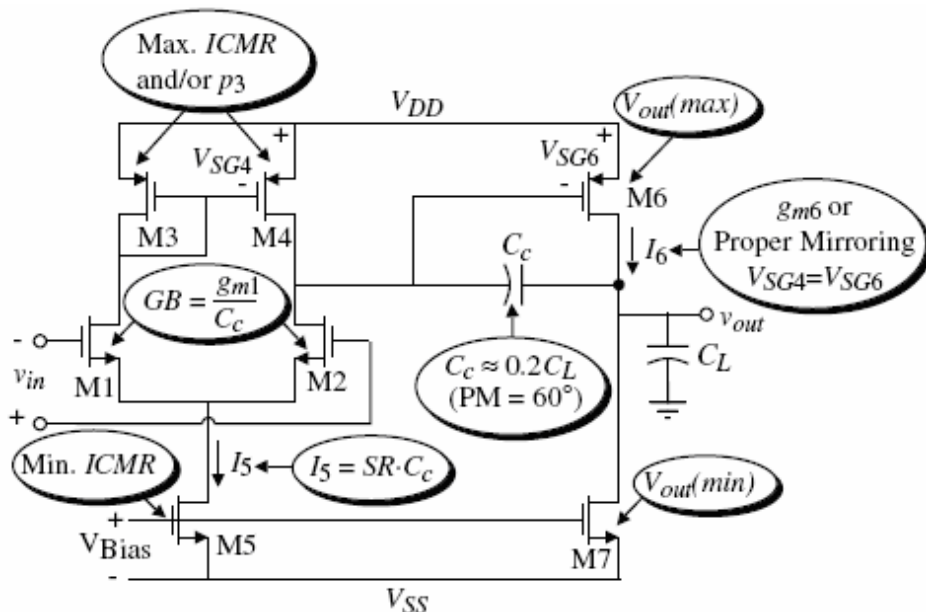 Max. ICMR
and/or p3
VDD
Vout(max)
+
+
VSG4
VSG6
-
-
M6
M3
M4
Cc
I6
gm6 or
Proper Mirroring
VSG4=VSG6
GB = gm1
Cc
-
vin
M1
M2
+
Cc ≈ 0.2CL
(PM = 60°)
vout
CL
Min. ICMR
I5
I5 = SR·Cc
Vout(min)
+
VBias
-
M5
M7
VSS